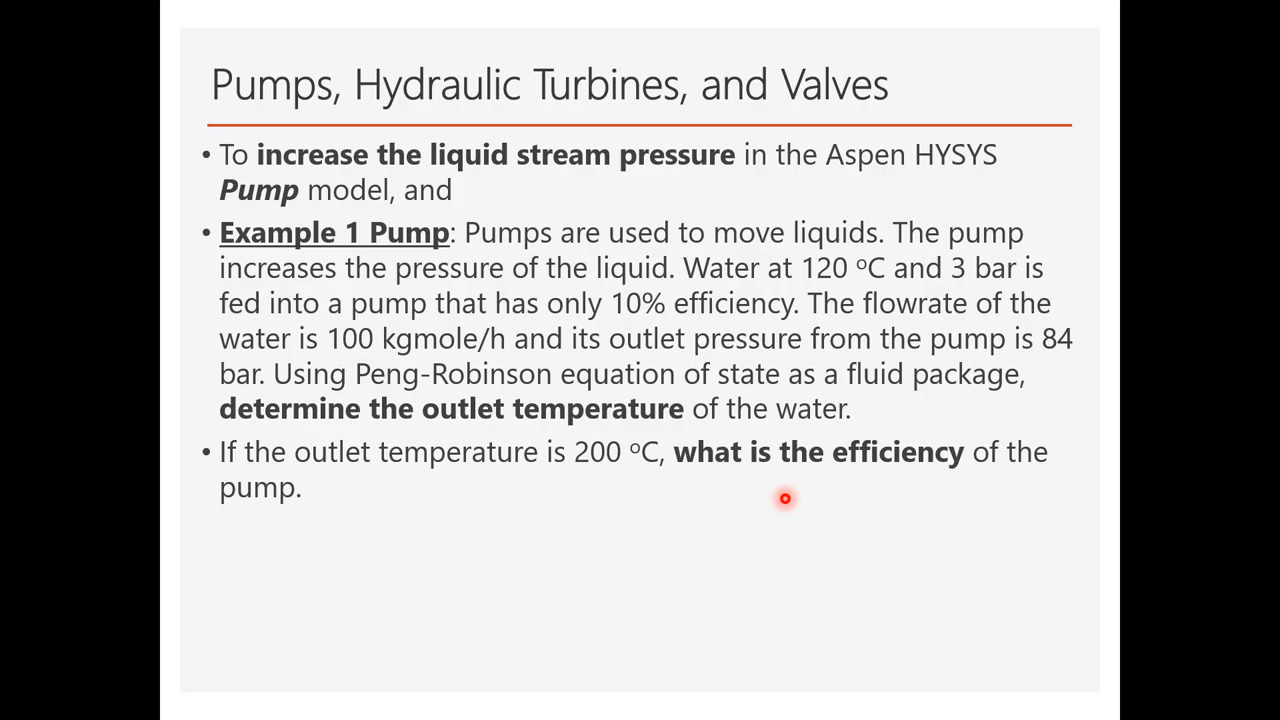 Pumps, Hydraulic Turbines, and Valves
• To increase the liquid stream pressure in the Aspen HYSYS
Pump model, and
• Example 1 Pump: Pumps are used to move liquids. The pump
increases the pressure of the liquid. Water at 120 ºC and 3 bar is
fed into a pump that has only 10% efficiency. The flowrate of the
water is 100 kgmole/h and its outlet pressure from the pump is 84
bar. Using Peng-Robinson equation of state as a fluid package,
determine the outlet temperature of the water.
• If the outlet temperature is 200 ºC, what is the efficiency of the
pump.